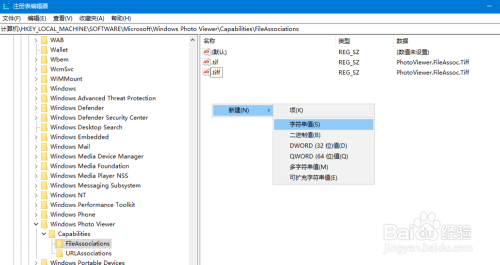 注册表编辑器
文件(F) 编辑(E) 查看(V) 收藏夹(A) 帮助(H)
计算机\HKEY_LOCAL_MACHINE\SOFTWARE\Microsoft\Windows Photo Viewer\Capabilities\FileAssociations
WAB
Wallet
Wbem
WcmSvc
WIMMount
Windows
Windows Advanced Threat Protection
Windows Defender
Windows Defender Security Center
Windows Desktop Search
Windows Embedded
Windows Mail
Windows Media Device Manager
Windows Media Foundation
Windows Media Player NSS
Windows Messaging Subsystem
Windows NT
Windows Performance Toolkit
Windows Phone
Windows Photo Viewer
Capabilities
FileAssociations
URLAssociations
Windows Portable Devices
名称 类型 数据
(默认) REG_SZ (数值未设置)
.tif REG_SZ PhotoViewer.FileAssoc.Tiff
.tiff REG_SZ PhotoViewer.FileAssoc.Tiff
新建(N)
项(K)
字符串值(S)
二进制值(B)
DWORD (32 位)值(D)
QWORD (64 位)值(Q)
多字符串值(M)
可扩充字符串值(E)
Baidu 经验
jingyan.baidu.com